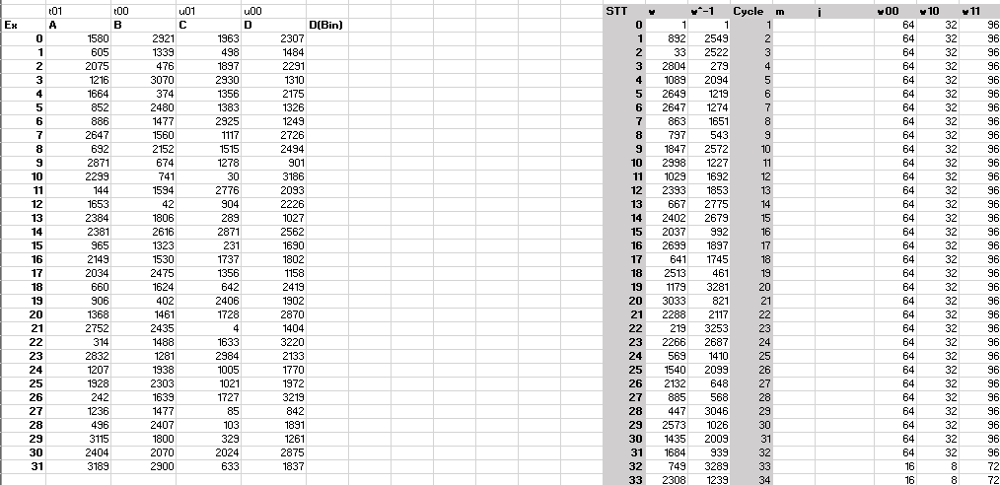 t01 t00 u01 u00 STT w w^-1 Cycle m j w00 w10 w11
Ex A B C D D(Bin) 0 1 1 1 64 32 96
0 1580 2921 1963 2307 1 892 2549 2 64 32 96
1 605 1339 498 1484 2 33 2522 3 64 32 96
2 2075 476 1897 2291 3 2804 279 4 64 32 96
3 1216 3070 2930 1310 4 1089 2094 5 64 32 96
4 1664 374 1356 2175 5 2649 1219 6 64 32 96
5 852 2480 1383 1326 6 2647 1274 7 64 32 96
6 886 1477 2925 1249 7 863 1651 8 64 32 96
7 2647 1560 1117 2726 8 797 543 9 64 32 96
8 692 2152 1515 2494 9 1847 2572 10 64 32 96
9 2871 674 1278 901 10 2998 1227 11 64 32 96
10 2299 741 30 3186 11 1029 1692 12 64 32 96
11 144 1594 2776 2093 12 2393 1853 13 64 32 96
12 1653 42 904 2226 13 667 2775 14 64 32 96
13 2384 1806 289 1027 14 2402 2679 15 64 32 96
14 2381 2616 2871 2562 15 2037 992 16 64 32 96
15 965 1323 231 1690 16 2699 1897 17 64 32 96
16 2149 1530 1737 1802 17 641 1745 18 64 32 96
17 2034 2475 1356 1158 18 2513 461 19 64 32 96
18 660 1624 642 2419 19 1179 3281 20 64 32 96
19 906 402 2406 1902 20 3033 821 21 64 32 96
20 1368 1461 1728 2870 21 2288 2117 22 64 32 96
21 2752 2435 4 1404 22 219 3253 23 64 32 96
22 314 1488 1633 3220 23 2266 2687 24 64 32 96
23 2832 1281 2984 2133 24 569 1410 25 64 32 96
24 1207 1938 1005 1770 25 1540 2099 26 64 32 96
25 1928 2303 1021 1972 26 2132 648 27 64 32 96
26 242 1639 1727 3219 27 885 568 28 64 32 96
27 1236 1477 85 842 28 447 3046 29 64 32 96
28 496 2407 103 1891 29 2573 1026 30 64 32 96
29 3115 1800 329 1261 30 1435 2009 31 64 32 96
30 2404 2070 2024 2875 31 1684 939 32 64 32 96
31 3189 2900 633 1837 32 749 3289 33 16 8 72
33 2308 1239 34 16 8 72